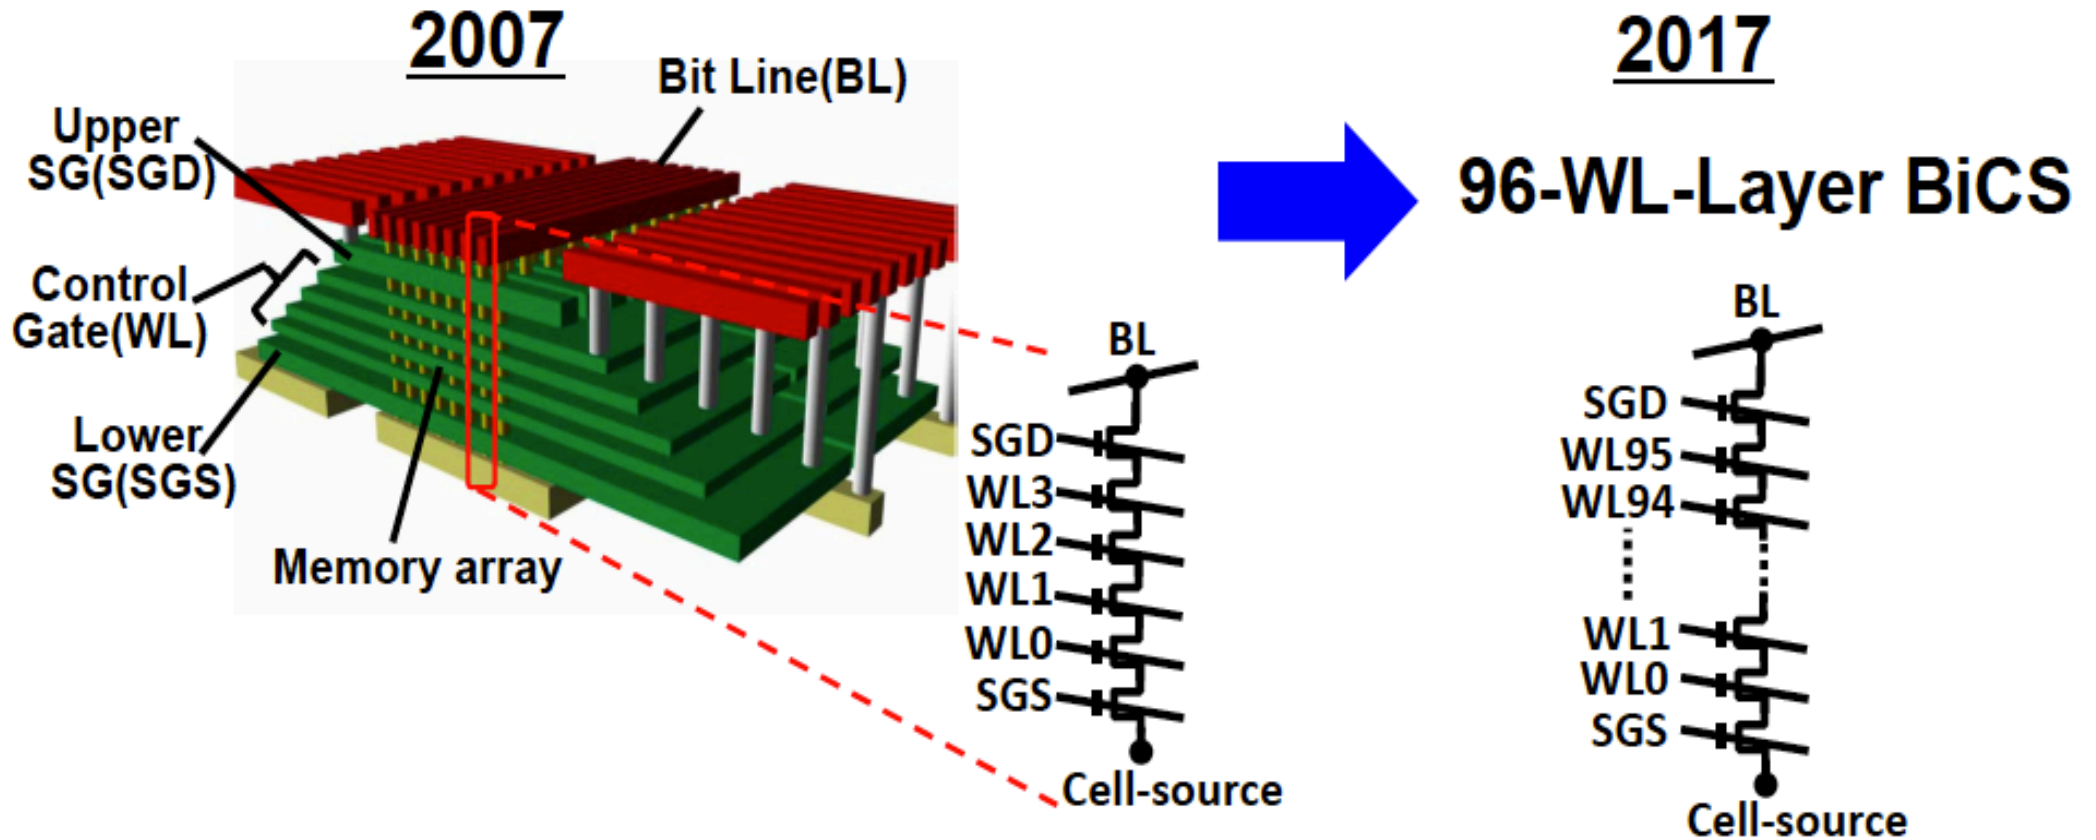 2007
Bit Line(BL)
Upper
SG(SGD)
Control
Gate(WL)
Lower
SG(SGS)
Memory array
BL
SGD
WL3
WL2
WL1
WL0
SGS
Cell-source
2017
96-WL-Layer BiCS
BL
SGD
WL95
WL94
WL1
WL0
SGS
Cell-source